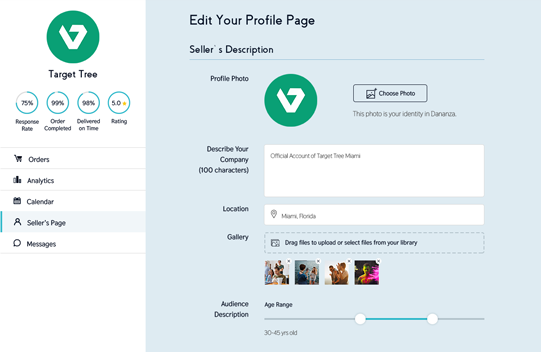 Edit Your Profile Page
Seller's Description
Target Tree
75%
99%
98%
5.0
Response
Rate
Order
Completed
Delivered
on Time
Rating
Orders
Analytics
Calendar
Seller's Page
Messages
Profile Photo
Choose Photo
This photo is your identity in Dananza.
Describe Your
Company
(100 characters)
Official Account of Target Tree Miami
Location
Miami, Florida
Gallery
Drag files to upload or select files from your library
Audience
Description
Age Range
30-45 yrs old